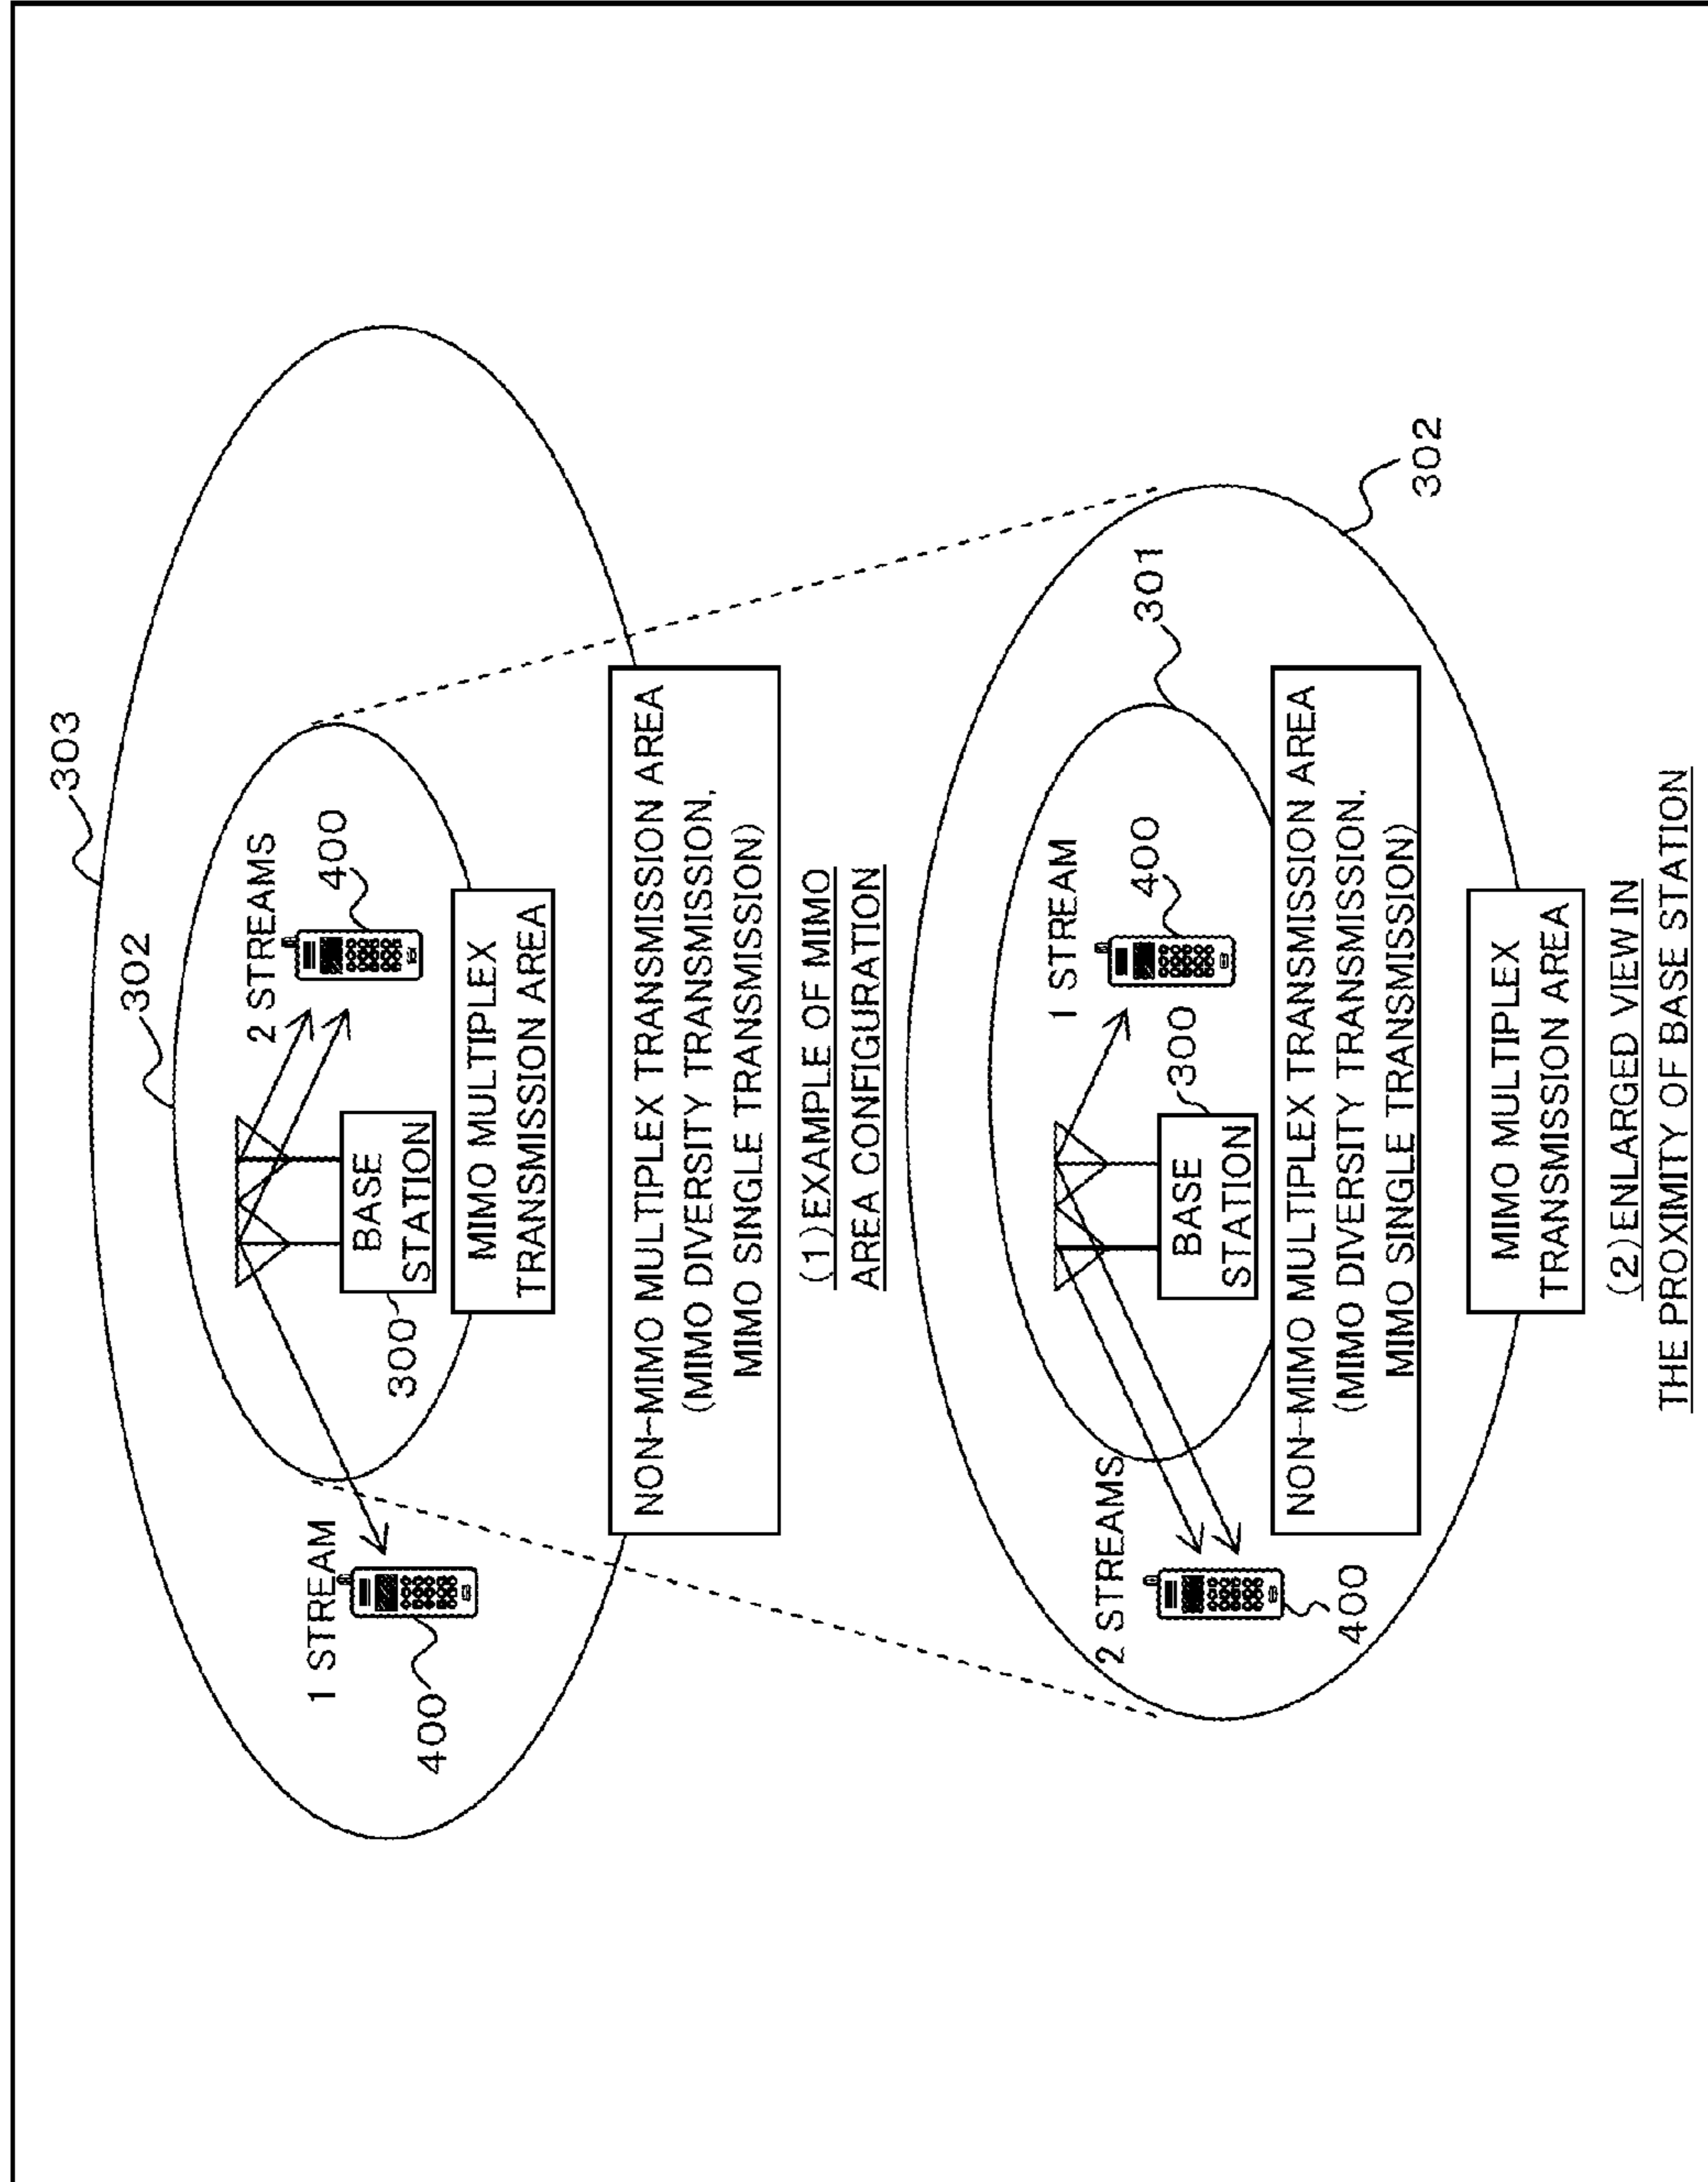 303
302
2 STREAMS
400
1 STREAM
400
BASE
STATION
300
MIMO MULTIPLEX
TRANSMISSION AREA
NON-MIMO MULTIPLEX TRANSMISSION AREA
(MIMO DIVERSITY TRANSMISSION,
MIMO SINGLE TRANSMISSION)
(1)EXAMPLE OF MIMO
AREA CONFIGURATION
302
301
1 STREAM
400
300
2 STREAMS
400
BASE
STATION
NON-MIMO MULTIPLEX TRANSMISSION AREA
(MIMO DIVERSITY TRANSMISSION,
MIMO SINGLE TRANSMISSION)
MIMO MULTIPLEX
TRANSMISSION AREA
(2)ENLARGED VIEW IN
THE PROXIMITY OF BASE STATION